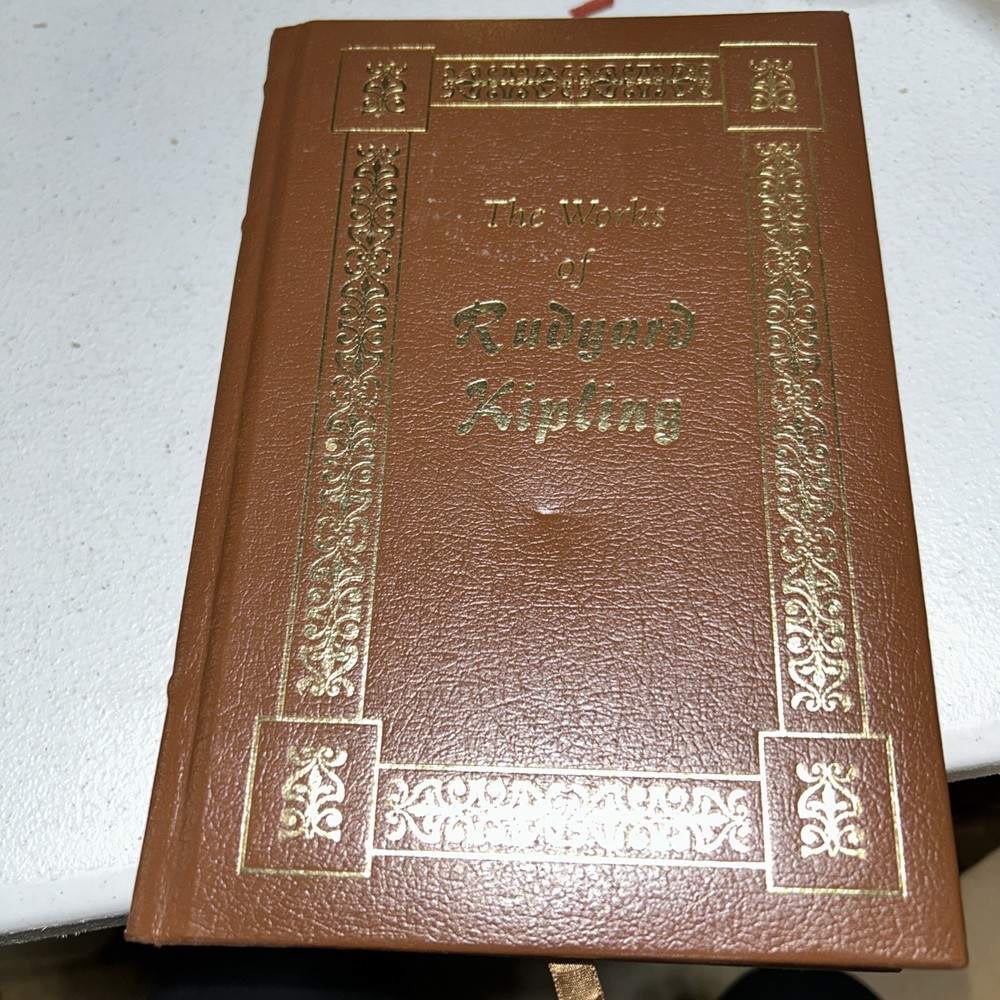 The Works
of
Rudyard
Kipling